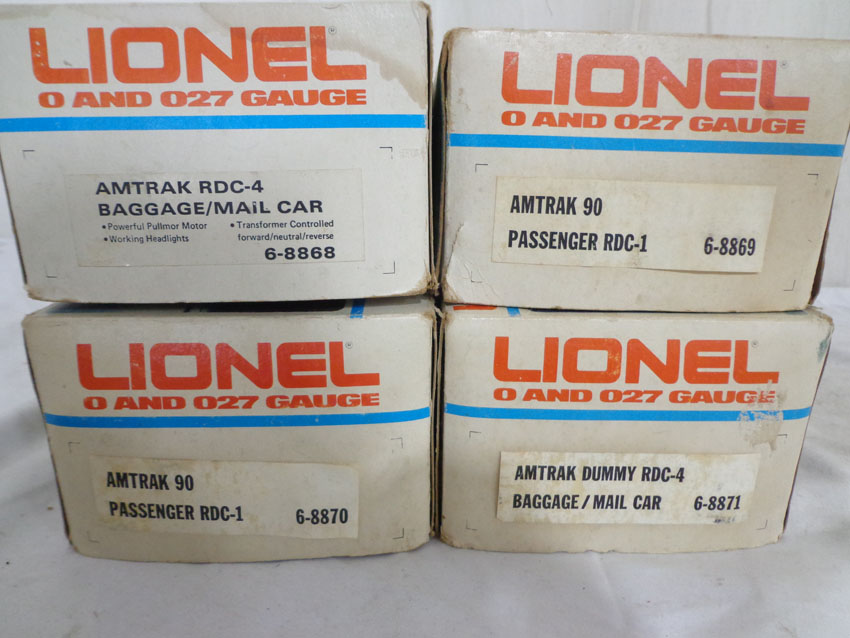 LIONEL®
O AND O27 GAUGE
AMTRAK RDC-4
BAGGAGE/MAiL CAR
•Powerful Pullmor Motor •Transformer Controlled
•Working Headlights forward/neutral/reverse
6-8868
LIONEL®
O AND O27 GAUGE
AMTRAK 90
PASSENGER RDC-1 6-8869
LIONEL®
O AND O27 GAUGE
AMTRAK 90
PASSENGER RDC-1 6-8870
LIONEL®
O AND O27 GAUGE
AMTRAK DUMMY RDC-4
BAGGAGE / MAIL CAR 6-8871